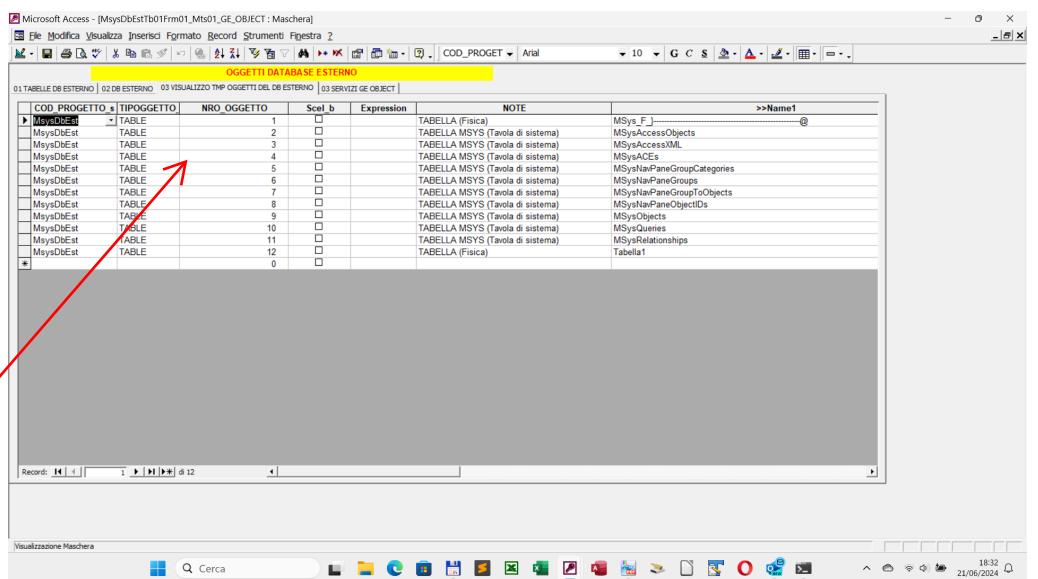 Microsoft Access - [MsysDbEstTb01Frm01_Mts01_GE_OBJECT : Maschera]
File Modifica Visualizza Inserisci Formato Record Strumenti Finestra ?
COD_PROGET Arial 10 G C S
OGGETTI DATABASE ESTERNO
01 TABELLE DB ESTERNO 02 DB ESTERNO 03 VISUALIZZO TMP OGGETTI DEL DB ESTERNO 03 SERVIZI GE OBJECT
COD_PROGETTO_s TIPOGGETTO_ NRO_OGGETTO Scel_b Expression NOTE >>Name1
MsysDbEst TABLE 1 TABELLA (Fisica) MSys_F_]--------------------------------------------------@
MsysDbEst TABLE 2 TABELLA MSYS (Tavola di sistema) MSysAccessObjects
MsysDbEst TABLE 3 TABELLA MSYS (Tavola di sistema) MSysAccessXML
MsysDbEst TABLE 4 TABELLA MSYS (Tavola di sistema) MSysACEs
MsysDbEst TABLE 5 TABELLA MSYS (Tavola di sistema) MSysNavPaneGroupCategories
MsysDbEst TABLE 6 TABELLA MSYS (Tavola di sistema) MSysNavPaneGroups
MsysDbEst TABLE 7 TABELLA MSYS (Tavola di sistema) MSysNavPaneGroupToObjects
MsysDbEst TABLE 8 TABELLA MSYS (Tavola di sistema) MSysNavPaneObjectIDs
MsysDbEst TABLE 9 TABELLA MSYS (Tavola di sistema) MSysObjects
MsysDbEst TABLE 10 TABELLA MSYS (Tavola di sistema) MSysQueries
MsysDbEst TABLE 11 TABELLA MSYS (Tavola di sistema) MSysRelationships
MsysDbEst TABLE 12 TABELLA (Fisica) Tabella1
0
Record: 1 di 12
Visualizzazione Maschera
Cerca
18:32
21/06/2024